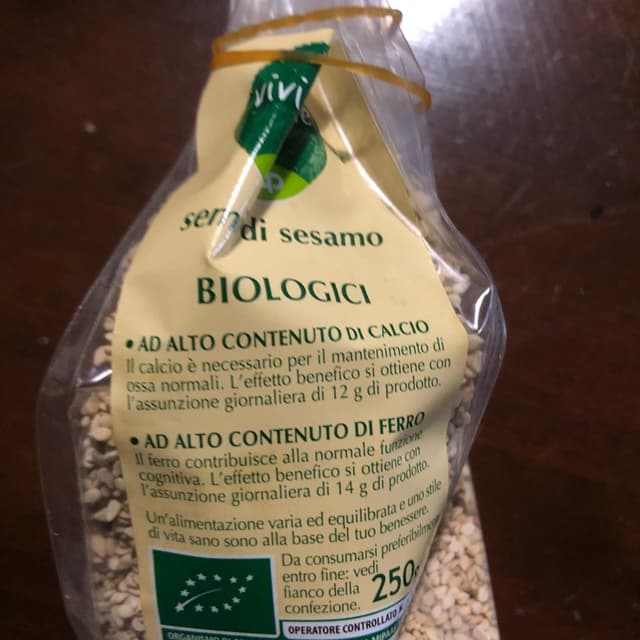 vivi
di sesamo
BIOLOGICI
• AD ALTO CONTENUTO DI CALCIO
Il calcio è necessario per il mantenimento di
ossa normali. L'effetto benefico si ottiene con
l'assunzione giornaliera di 12 g di prodotto.
• AD ALTO CONTENUTO DI FERRO
Il ferro contribuisce alla normale funzione
cognitiva. L'effetto benefico si ottiene con
l'assunzione giornaliera di 14 g di prodotto.
Un'alimentazione varia ed equilibrata e uno stile
di vita sano sono alla base del tuo benessere.
Da consumarsi preferibilmente
entro fine: vedi
fianco della
confezione.
250
OPERATORE CONTROLLATO